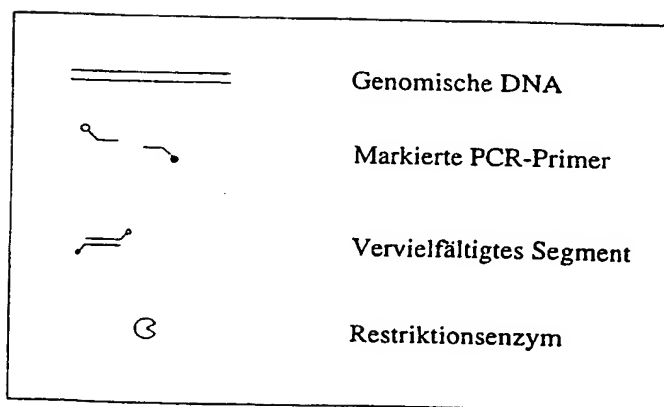 Genomische DNA
Markierte PCR-Primer
Vervielfältigtes Segment
Restriktionsenzym